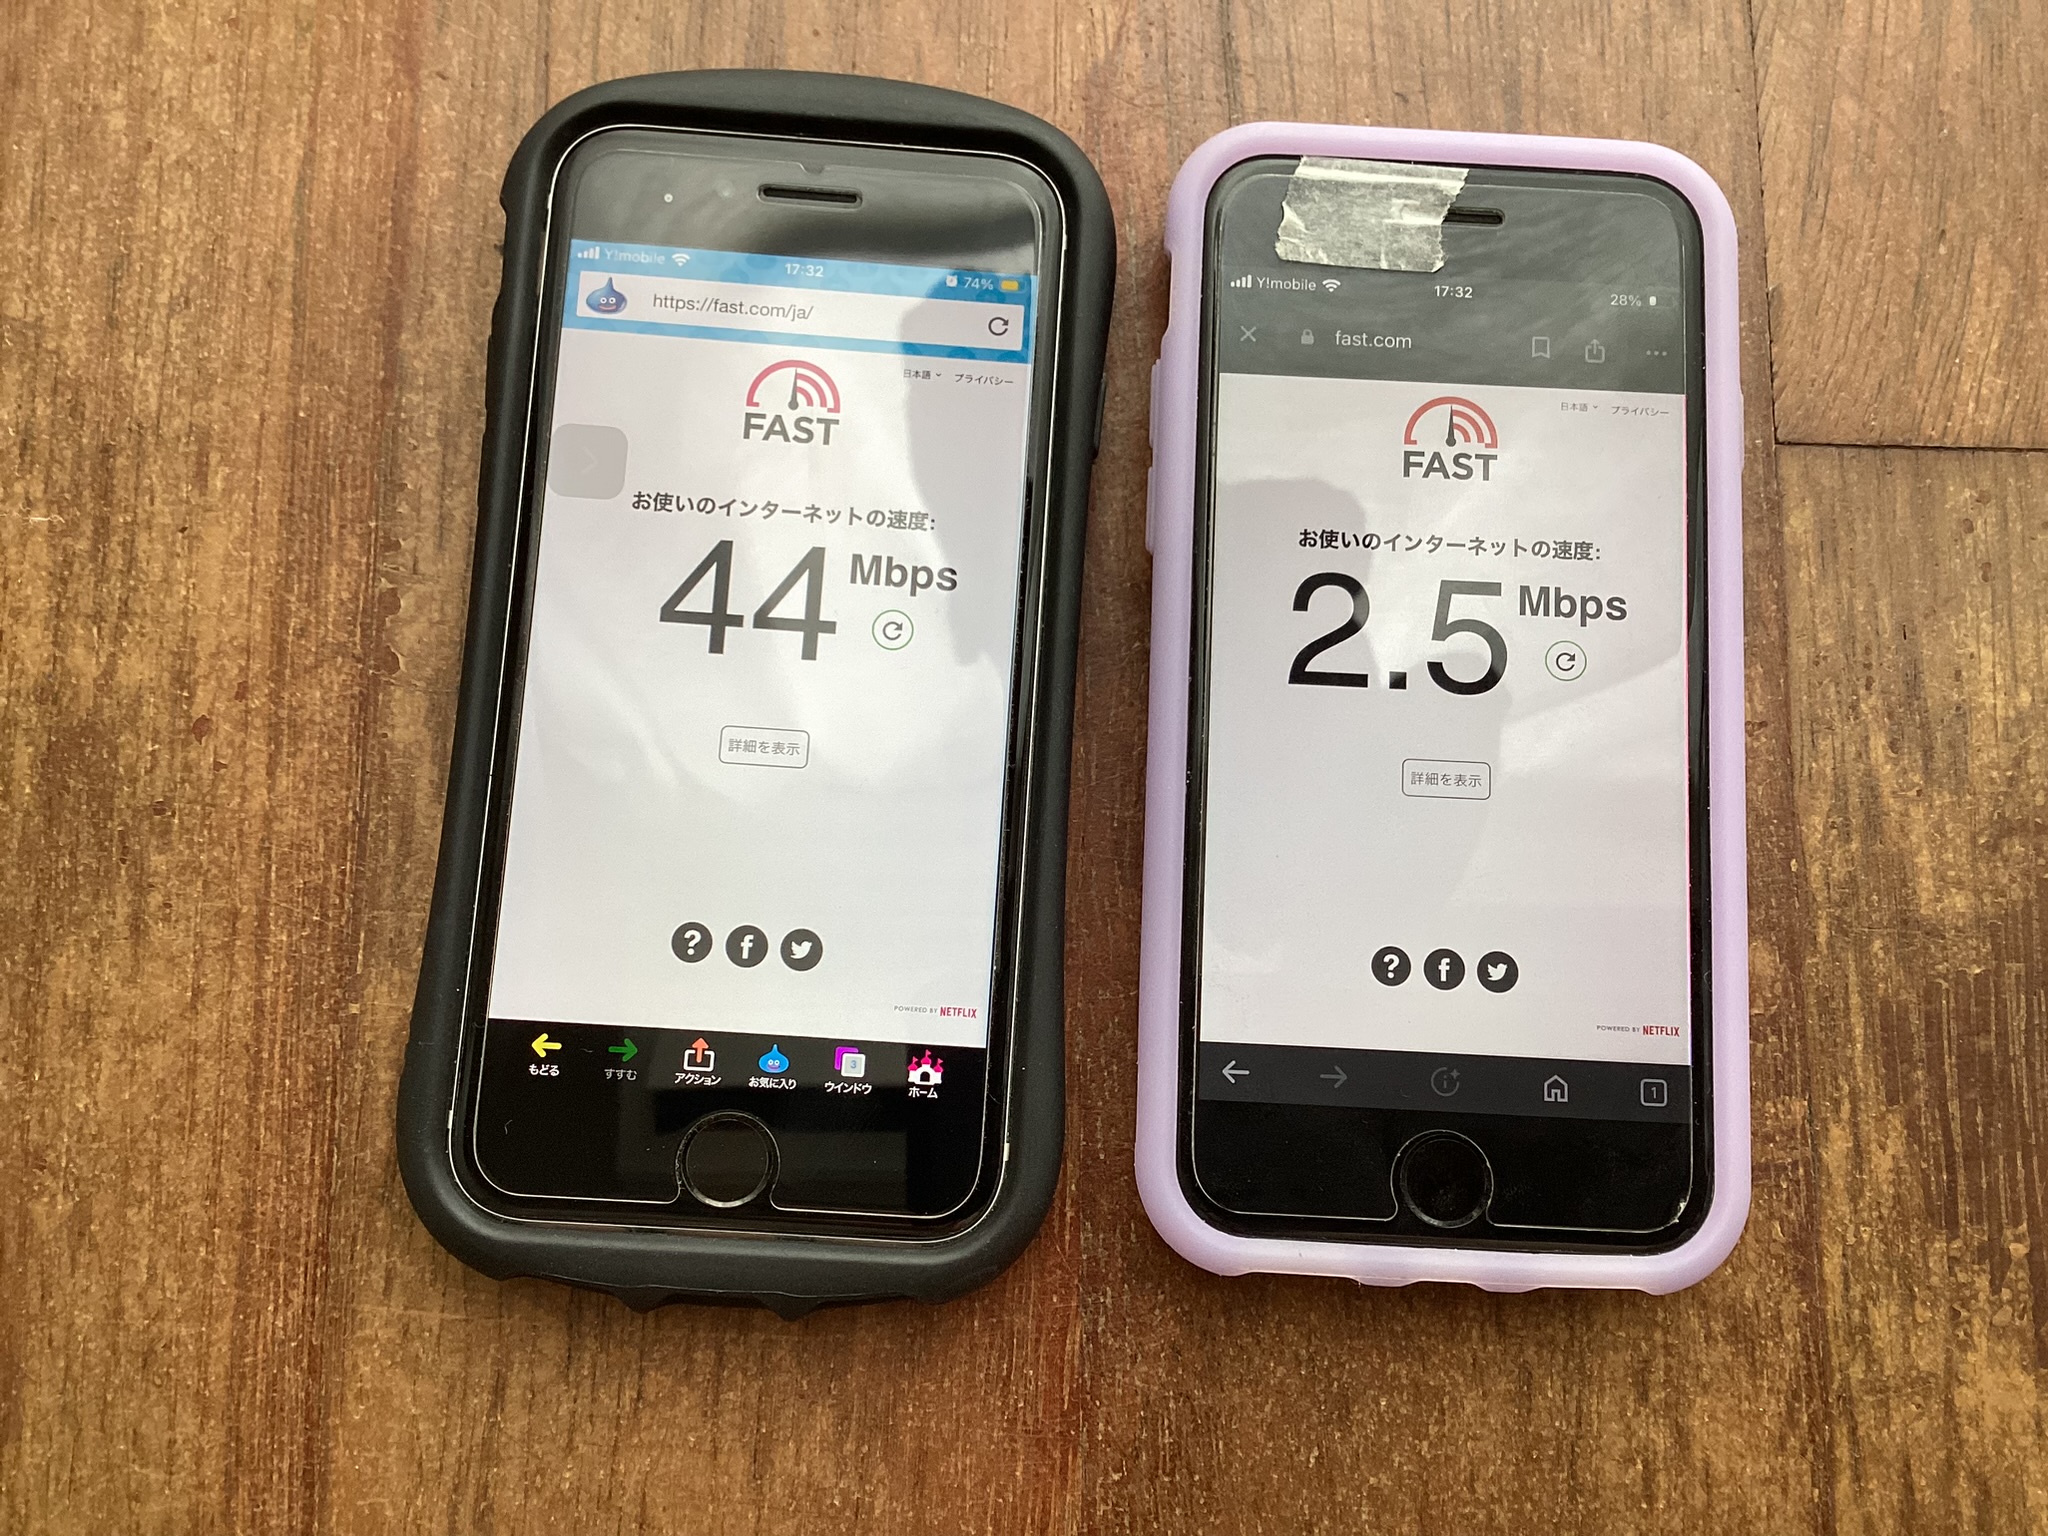 Y!mobile 17:32 74%
https://fast.com/ja/
日本語 プライバシー
FAST
お使いのインターネットの速度:
44 Mbps
詳細を表示
?
f
POWERED BY NETFLIX
もどる すすむ アクション お気に入り 3 ウインドウ ホーム
Y!mobile 17:32 28%
fast.com
日本語 プライバシー
FAST
お使いのインターネットの速度:
2.5 Mbps
詳細を表示
?
f
POWERED BY NETFLIX
1